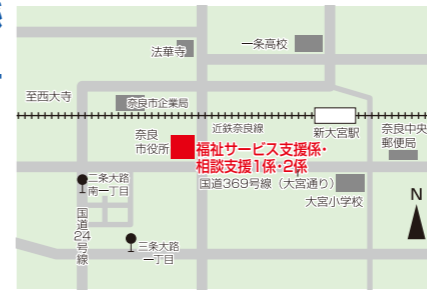 法華寺
一条高校
至西大寺
奈良市企業局
近鉄奈良線
新大宮駅
奈良中央
郵便局
奈良
市役所
福祉サービス支援係・
相談支援1係・2係
国道369号線（大宮通り）
大宮小学校
二条大路
南一丁目
国道24号線
三条大路
一丁目
N